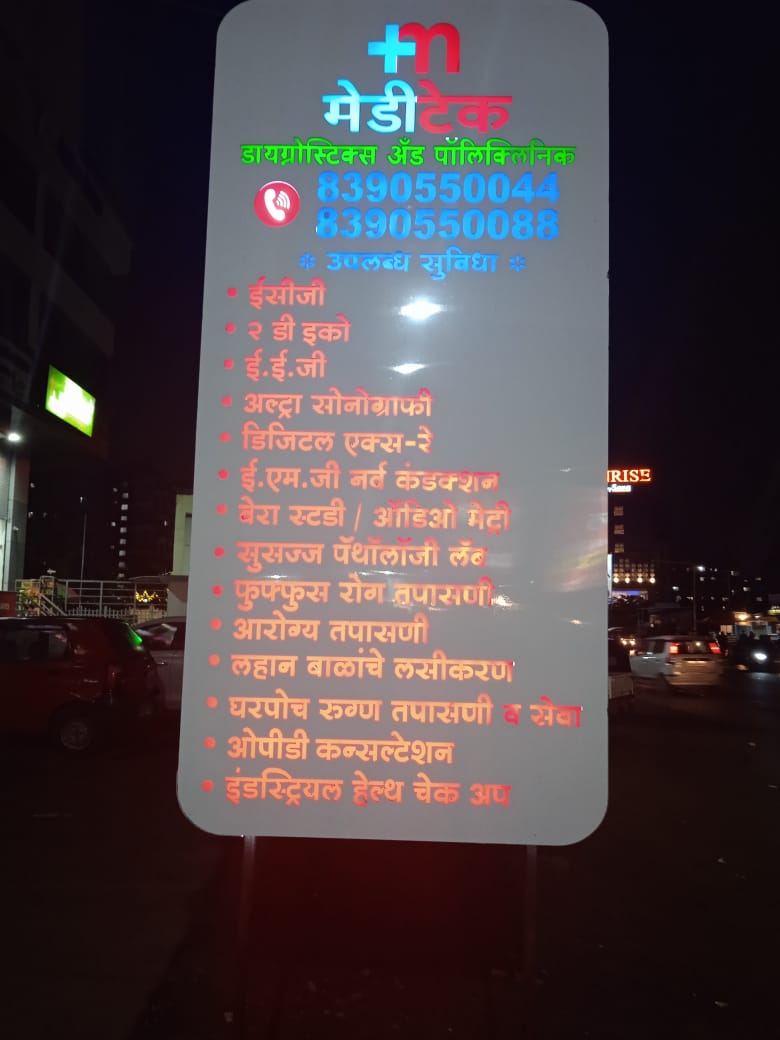 +m
मेडीटेक
डायग्नोस्टिक्स अँड पॉलिक्लिनिक
8390550044
8390550088
* उपलब्ध सुविधा *
• ईसीजी
• २ डी इको
• ई.ई.जी
• अल्ट्रा सोनोग्राफी
• डिजिटल एक्स-रे
• ई.एम.जी नर्व कंडक्शन
• बेरा स्टडी / ऑडिओ मेट्री
• सुसज्ज पॅथॉलॉजी लॅब
• फुफ्फुस रोग तपासणी
• आरोग्य तपासणी
• लहान बाळांचे लसीकरण
• घरपोच रुग्ण तपासणी व सेवा
• ओपीडी कन्सल्टेशन
• इंडस्ट्रियल हेल्थ चेक अप